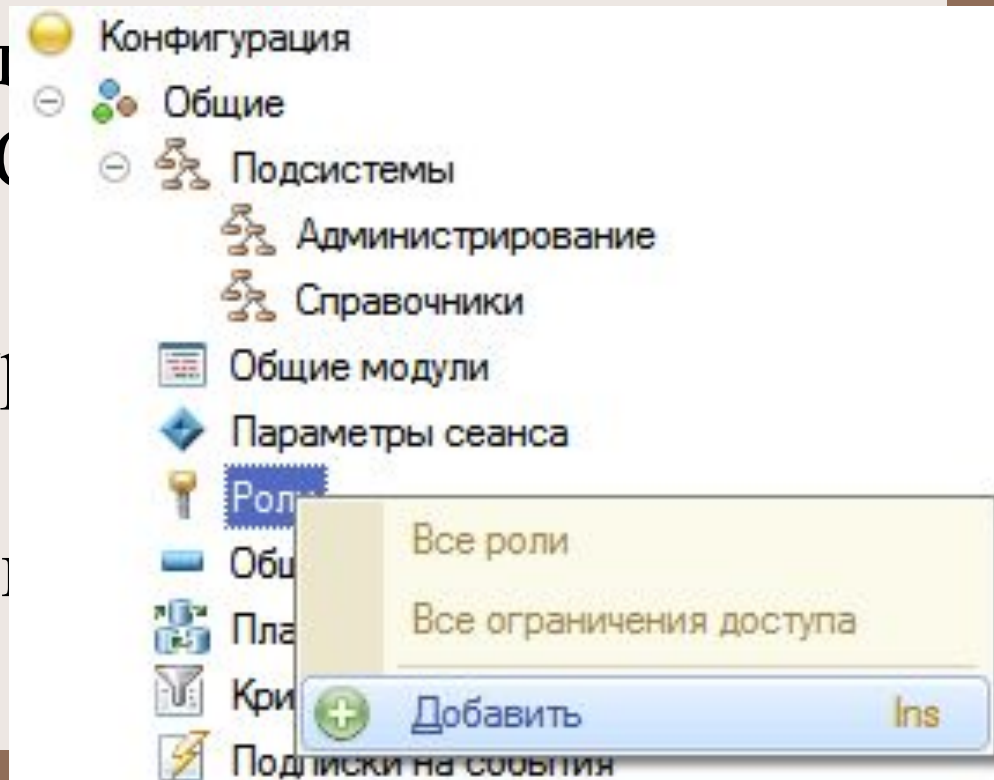 Конфигурация
Общие
Подсистемы
Администрирование
Справочники
Общие модули
Параметры сеанса
Все роли
Все ограничения доступа
Добавить Ins
Подписки на события